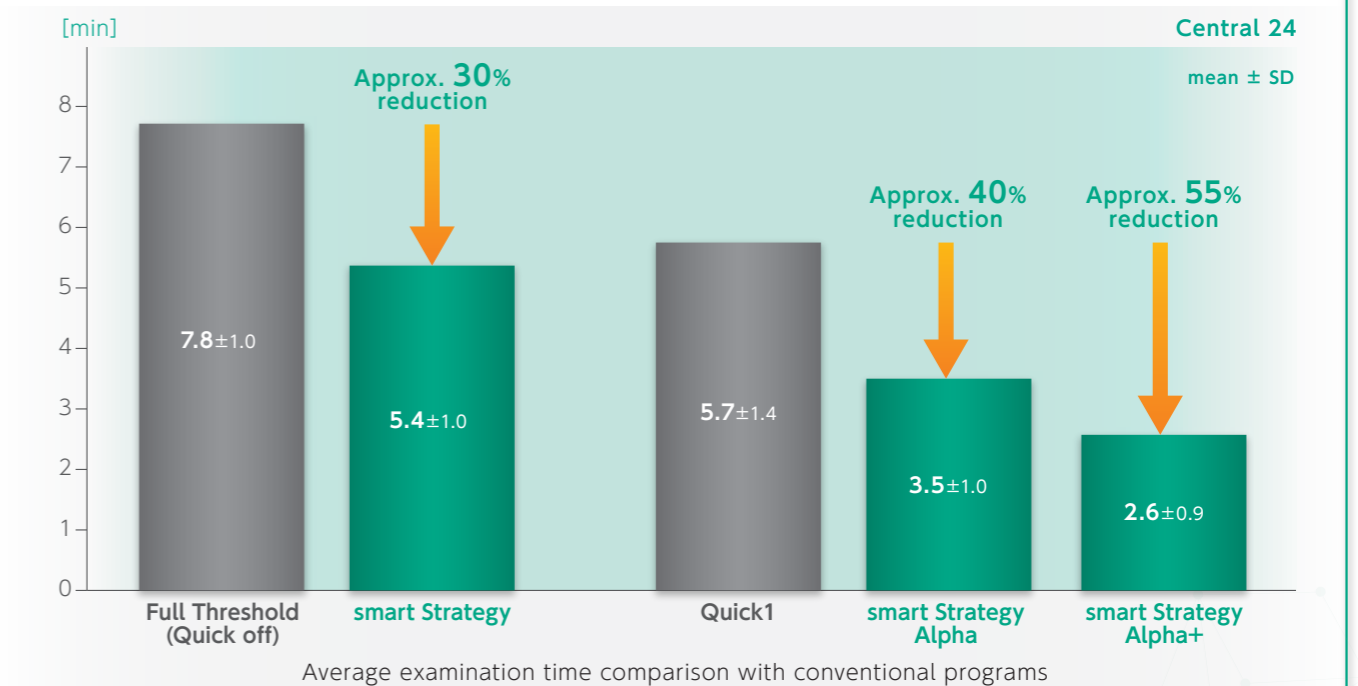 [min]
Central 24
mean ± SD
Approx. 30%
reduction
Approx. 40%
reduction
Approx. 55%
reduction
8
7
6
5
4
3
2
1
0
7.8±1.0
5.4±1.0
5.7±1.4
3.5±1.0
2.6±0.9
Full Threshold
(Quick off)
smart Strategy
Quick1
smart Strategy
Alpha
smart Strategy
Alpha+
Average examination time comparison with conventional programs